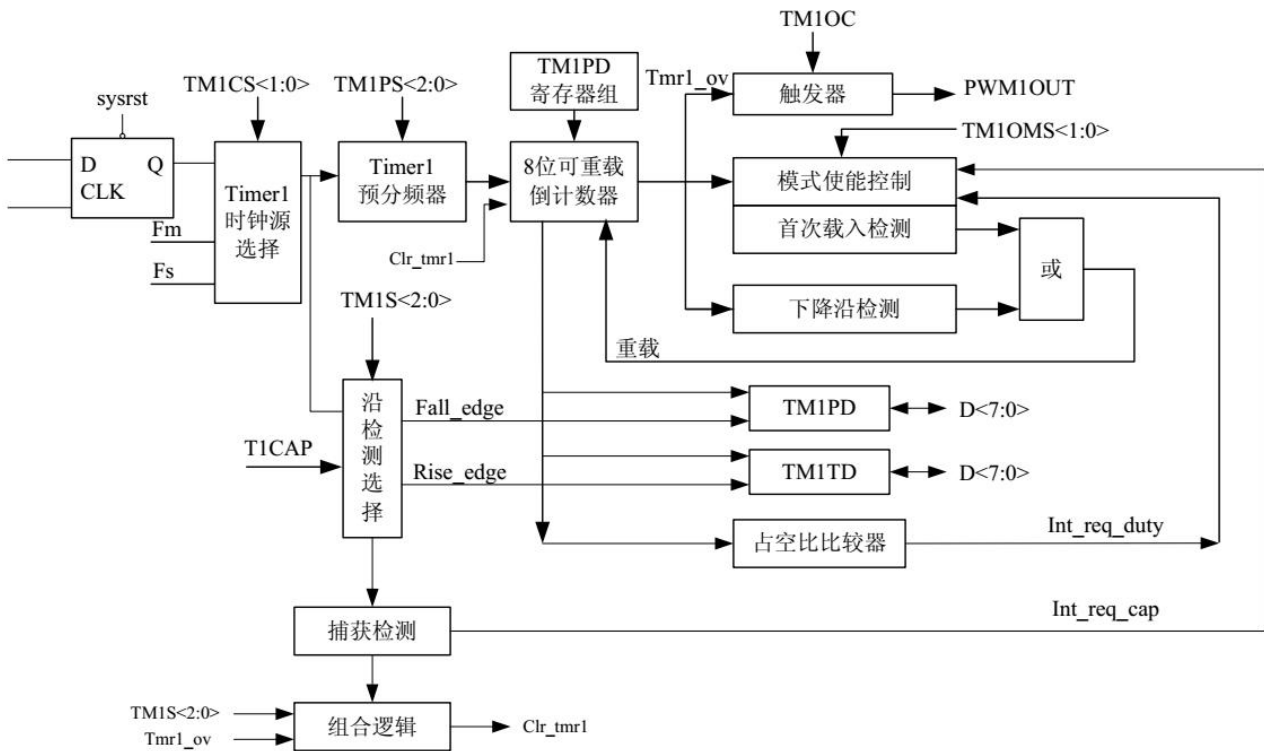 TM1OC
TM1CS<1:0>
TM1PS<2:0>
TM1PD
寄存器组
Tmr1_ov
触发器
PWM1OUT
sysrst
TM1OMS<1:0>
D
Q
CLK
Timer1
时钟源
选择
Timer1
预分频器
8位可重载
倒计数器
模式使能控制
首次载入检测
或
Fm
Fs
Clr_tmr1
TM1S<2:0>
下降沿检测
重载
沿
检
测
选
择
Fall_edge
TM1PD
D<7:0>
T1CAP
Rise_edge
TM1TD
D<7:0>
占空比比较器
Int_req_duty
捕获检测
Int_req_cap
TM1S<2:0>
Tmr1_ov
组合逻辑
Clr_tmr1